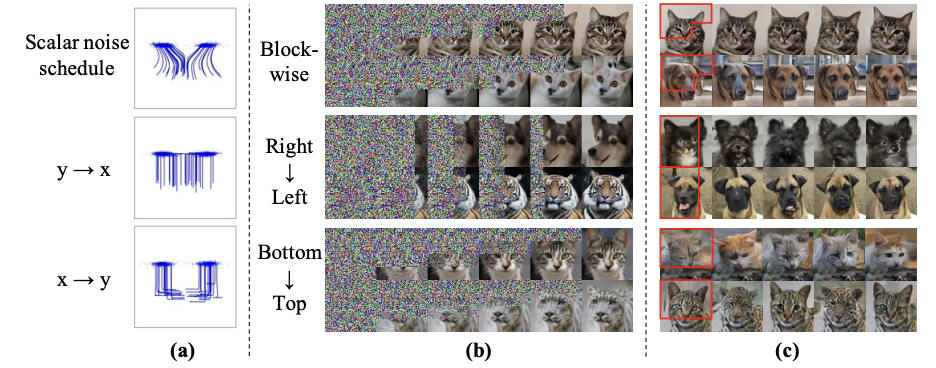 Scalar noise
schedule
y → x
x → y
(a)
Block-
wise
Right
↓
Left
Bottom
↓
Top
(b)
(c)